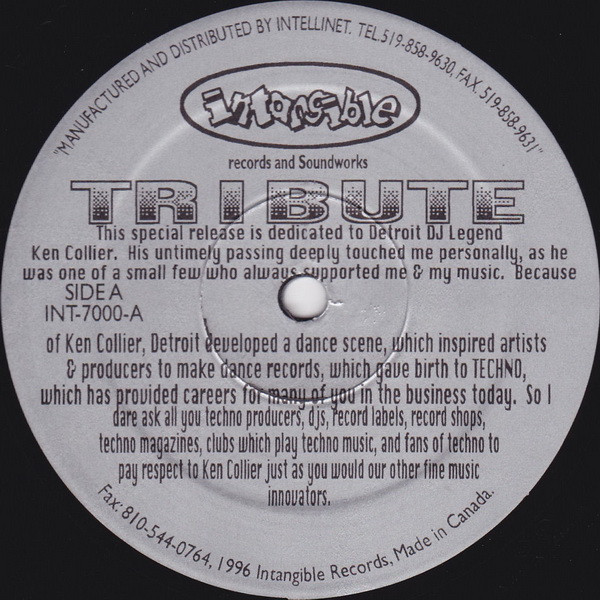 "MANUFACTURED AND DISTRIBUTED BY INTELLINET. TEL.519-858-9630, FAX. 519-858-9631"
intangible
records and Soundworks
TRIBUTE
This special release is dedicated to Detroit DJ Legend
Ken Collier. His untimely passing deeply touched me personally, as he
was one of a small few who always supported me & my music. Because
SIDE A
INT-7000-A
of Ken Collier, Detroit developed a dance scene, which inspired artists
& producers to make dance records, which gave birth to TECHNO,
which has provided careers for many of you in the business today. So I
dare ask all you techno producers, djs, record labels, record shops,
techno magazines, clubs which play techno music, and fans of techno to
pay respect to Ken Collier just as you would our other fine music
innovators.
Fax: 810-544-0764, 1996 Intangible Records, Made in Canada.